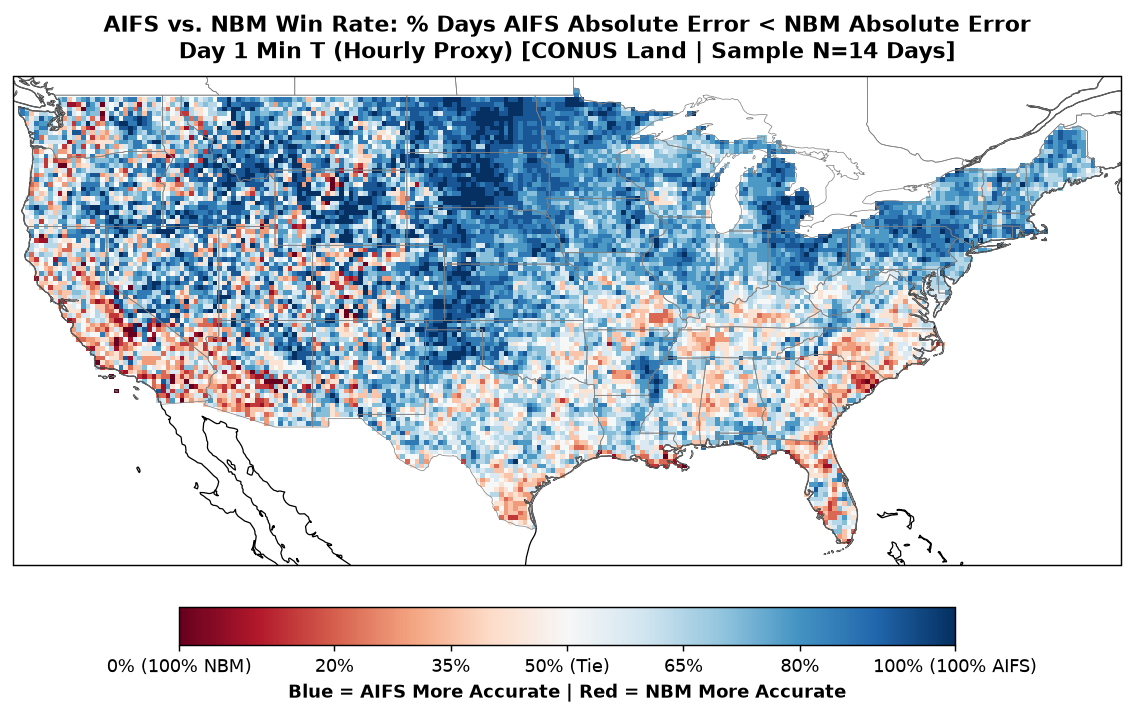 AIFS vs. NBM Win Rate: % Days AIFS Absolute Error < NBM Absolute Error
Day 1 Min T (Hourly Proxy) [CONUS Land | Sample N=14 Days]
0% (100% NBM) 20% 35% 50% (Tie) 65% 80% 100% (100% AIFS)
Blue = AIFS More Accurate | Red = NBM More Accurate